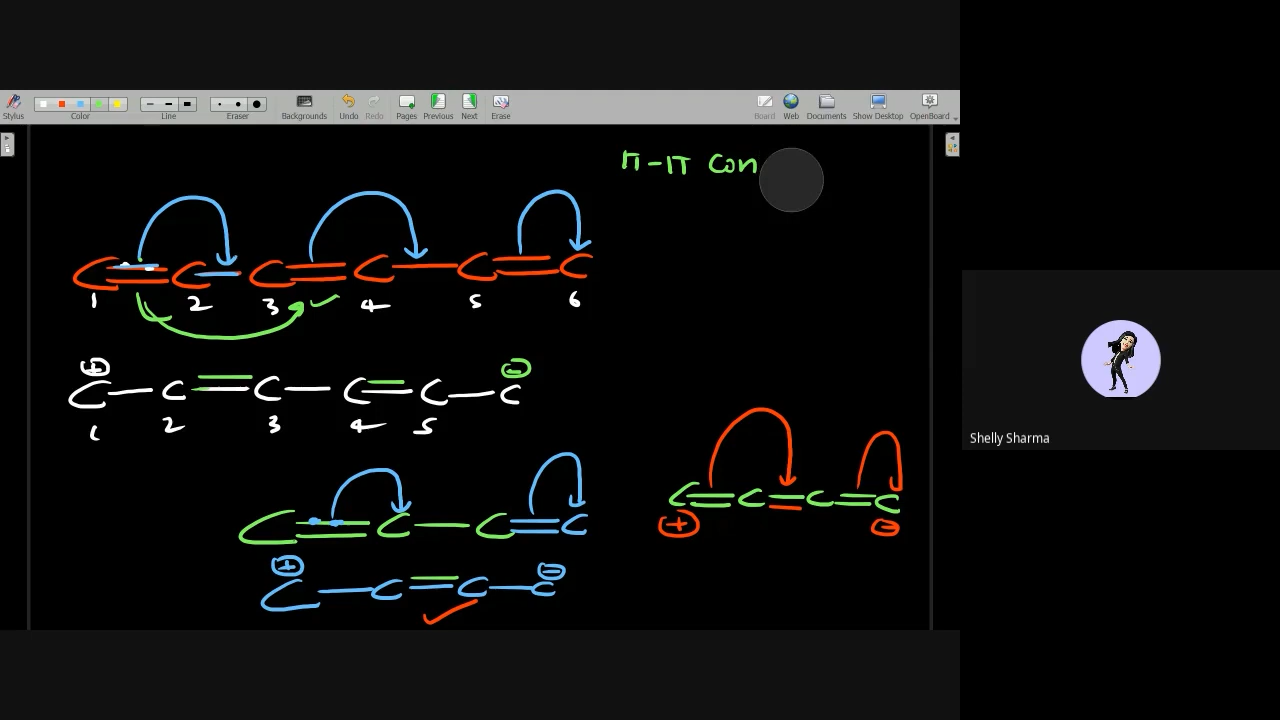 Stylus Color Line Eraser Backgrounds Undo Redo Pages Previous Next Erase Board Web Documents Show Desktop OpenBoard
π-π Con
C=C-C=C-C=C
1 2 3 4 5 6
⊕ ⊖
C-C=C-C=C-C
1 2 3 4 5
Shelly Sharma
C=C=C=C
⊕ ⊖
C=C-C=C
⊕ ⊖
C-C=C-C